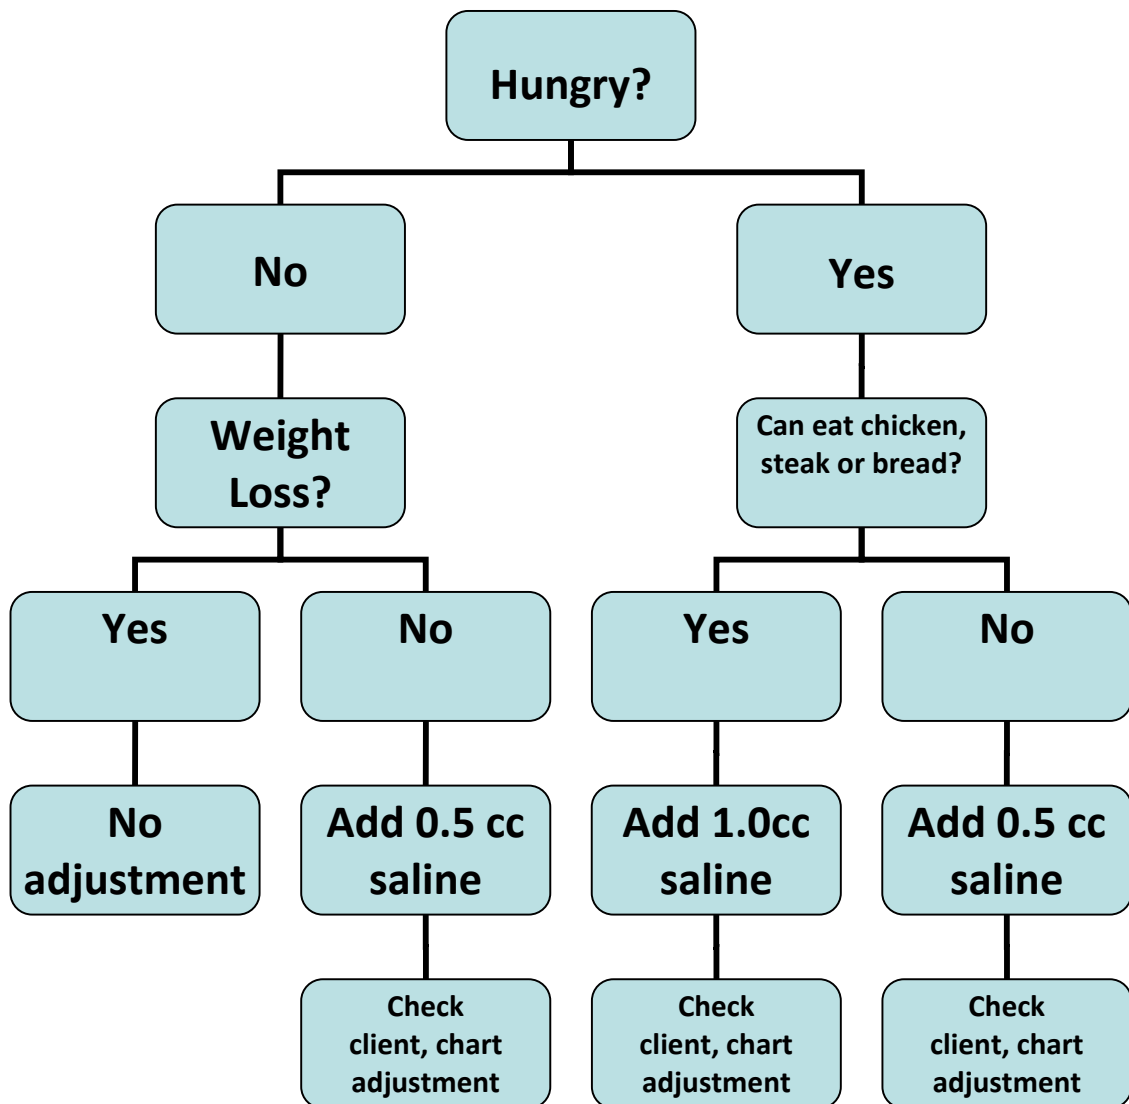 Hungry?
No
Yes
Weight
Loss?
Can eat chicken,
steak or bread?
Yes
No
Yes
No
No
adjustment
Add 0.5 cc
saline
Add 1.0cc
saline
Add 0.5 cc
saline
Check
client, chart
adjustment
Check
client, chart
adjustment
Check
client, chart
adjustment